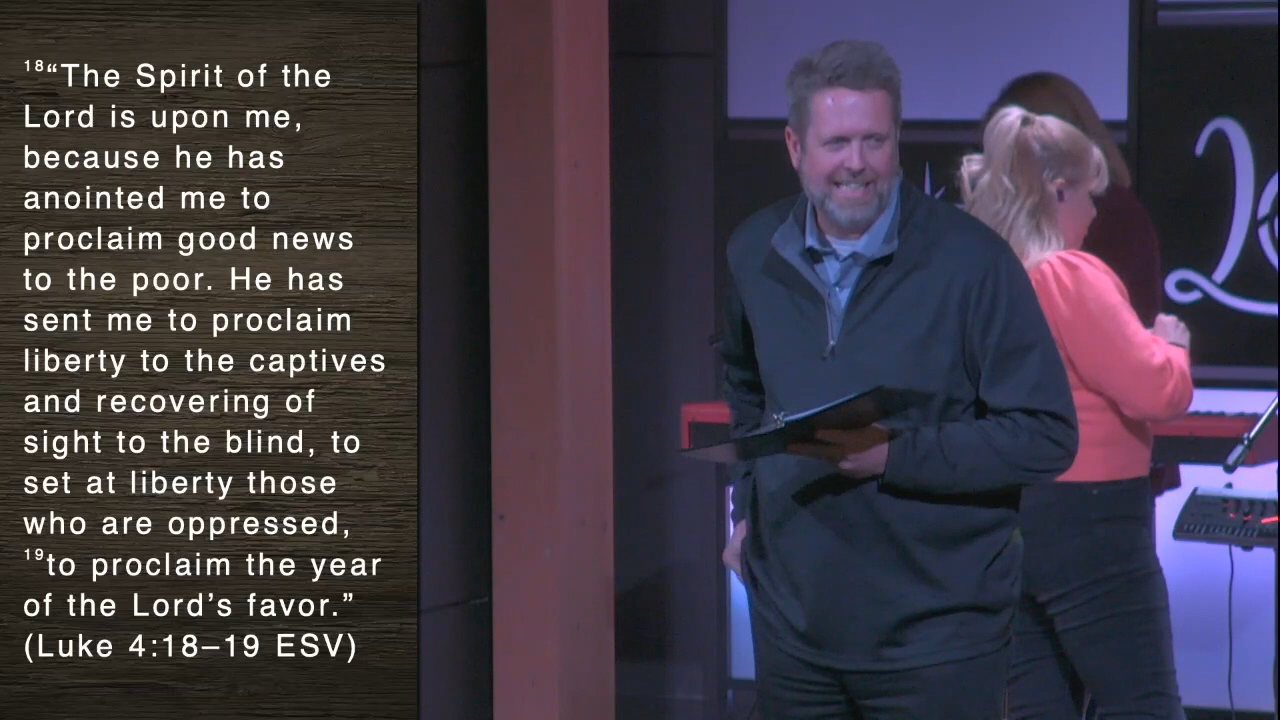 ¹⁸“The Spirit of the
Lord is upon me,
because he has
anointed me to
proclaim good news
to the poor. He has
sent me to proclaim
liberty to the captives
and recovering of
sight to the blind, to
set at liberty those
who are oppressed,
¹⁹to proclaim the year
of the Lord’s favor.”
(Luke 4:18–19 ESV)